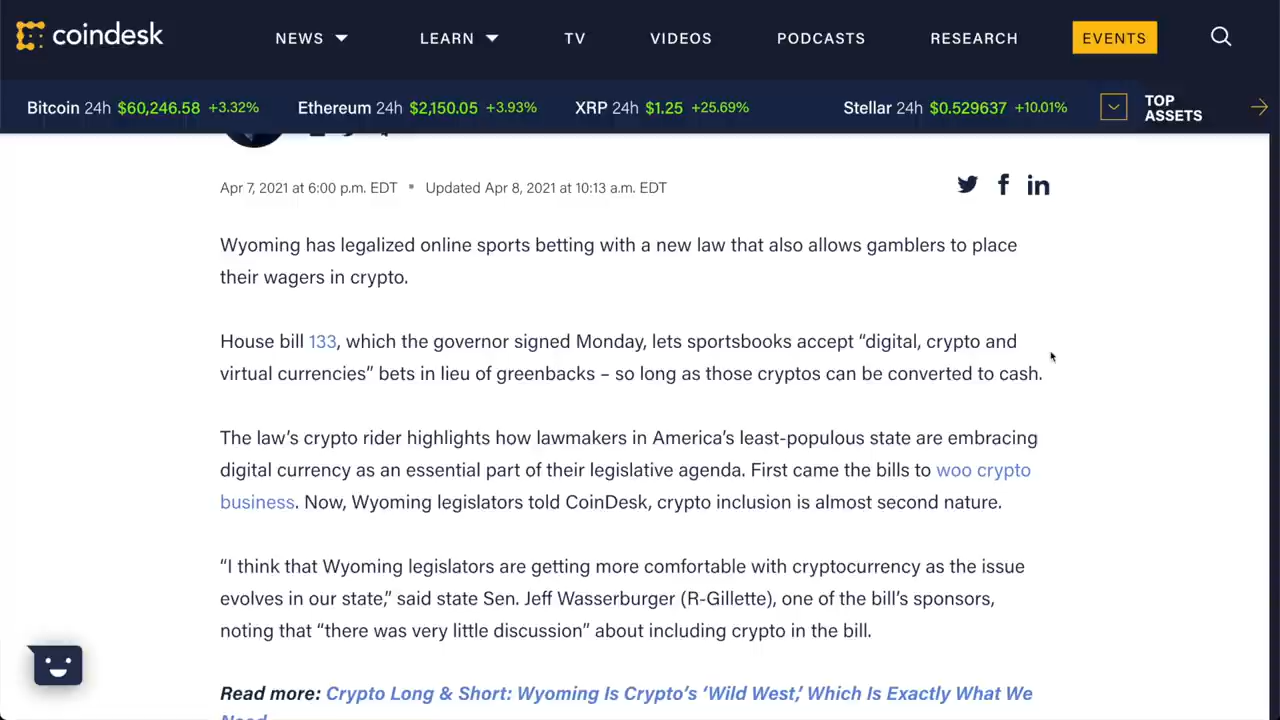 coindesk NEWS LEARN TV VIDEOS PODCASTS RESEARCH EVENTS
Bitcoin 24h $60,246.58 +3.32% Ethereum 24h $2,150.05 +3.93% XRP 24h $1.25 +25.69% Stellar 24h $0.529637 +10.01% TOP
ASSETS
Apr 7, 2021 at 6:00 p.m. EDT ▪ Updated Apr 8, 2021 at 10:13 a.m. EDT
Wyoming has legalized online sports betting with a new law that also allows gamblers to place
their wagers in crypto.
House bill 133, which the governor signed Monday, lets sportsbooks accept “digital, crypto and
virtual currencies” bets in lieu of greenbacks – so long as those cryptos can be converted to cash.
The law’s crypto rider highlights how lawmakers in America’s least-populous state are embracing
digital currency as an essential part of their legislative agenda. First came the bills to woo crypto
business. Now, Wyoming legislators told CoinDesk, crypto inclusion is almost second nature.
“I think that Wyoming legislators are getting more comfortable with cryptocurrency as the issue
evolves in our state,” said state Sen. Jeff Wasserburger (R-Gillette), one of the bill’s sponsors,
noting that “there was very little discussion” about including crypto in the bill.
Read more: Crypto Long & Short: Wyoming Is Crypto’s ‘Wild West,’ Which Is Exactly What We
Need